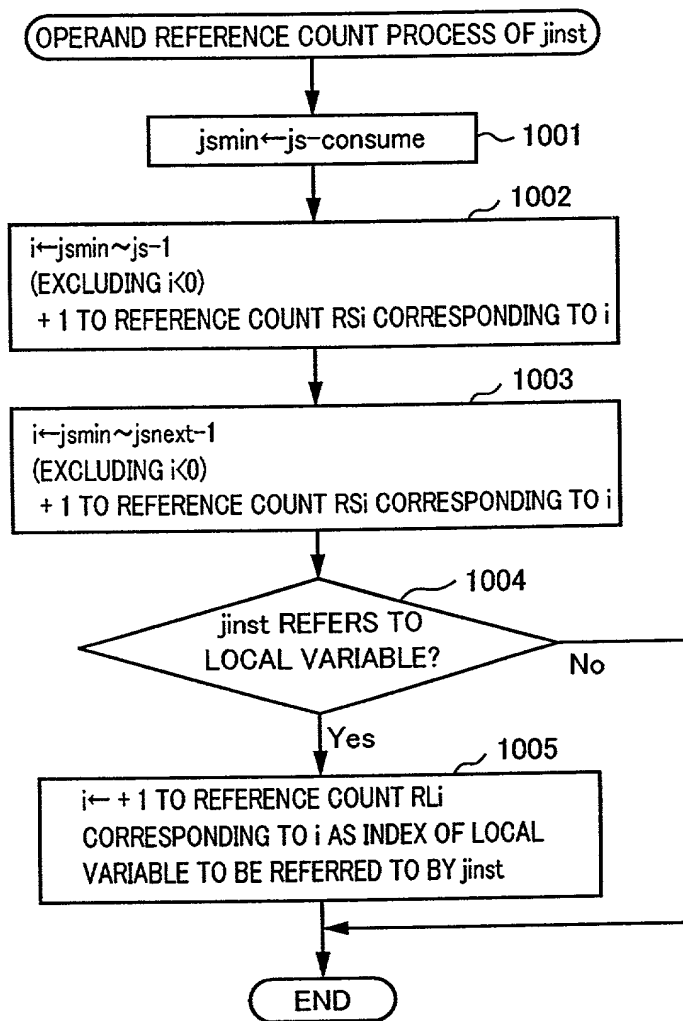 OPERAND REFERENCE COUNT PROCESS OF jinst
jsmin←js-consume
1001
1002
i←jsmin~js-1
(EXCLUDING i<0)
+ 1 TO REFERENCE COUNT RSi CORRESPONDING TO i
1003
i←jsmin~jsnext-1
(EXCLUDING i<0)
+ 1 TO REFERENCE COUNT RSi CORRESPONDING TO i
1004
jinst REFERS TO
LOCAL VARIABLE?
No
Yes
1005
i← + 1 TO REFERENCE COUNT RLi
CORRESPONDING TO i AS INDEX OF LOCAL
VARIABLE TO BE REFERRED TO BY jinst
END